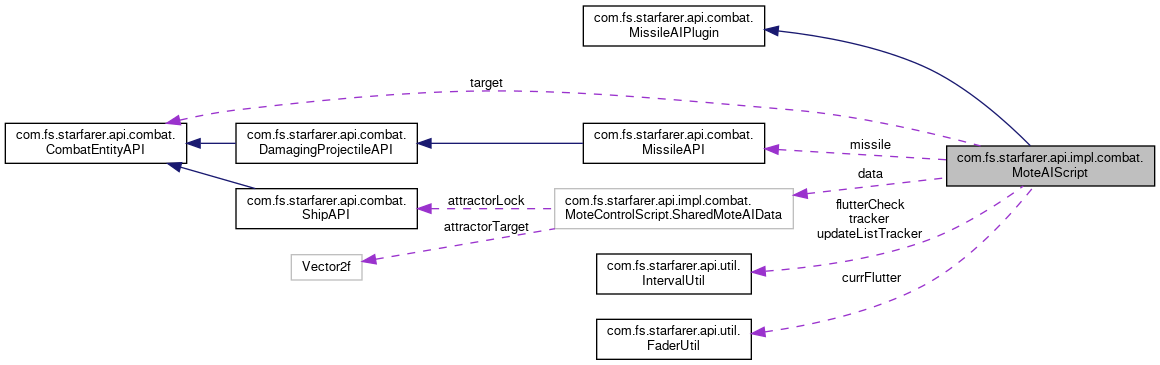 com.fs.starfarer.api.combat.
MissileAIPlugin
target
com.fs.starfarer.api.combat.
CombatEntityAPI
com.fs.starfarer.api.combat.
DamagingProjectileAPI
com.fs.starfarer.api.combat.
MissileAPI
missile
com.fs.starfarer.api.impl.combat.
MoteAIScript
data
com.fs.starfarer.api.combat.
ShipAPI
attractorLock
com.fs.starfarer.api.impl.combat.
MoteControlScript.SharedMoteAIData
flutterCheck
tracker
updateListTracker
attractorTarget
Vector2f
com.fs.starfarer.api.util.
IntervalUtil
currFlutter
com.fs.starfarer.api.util.
FaderUtil